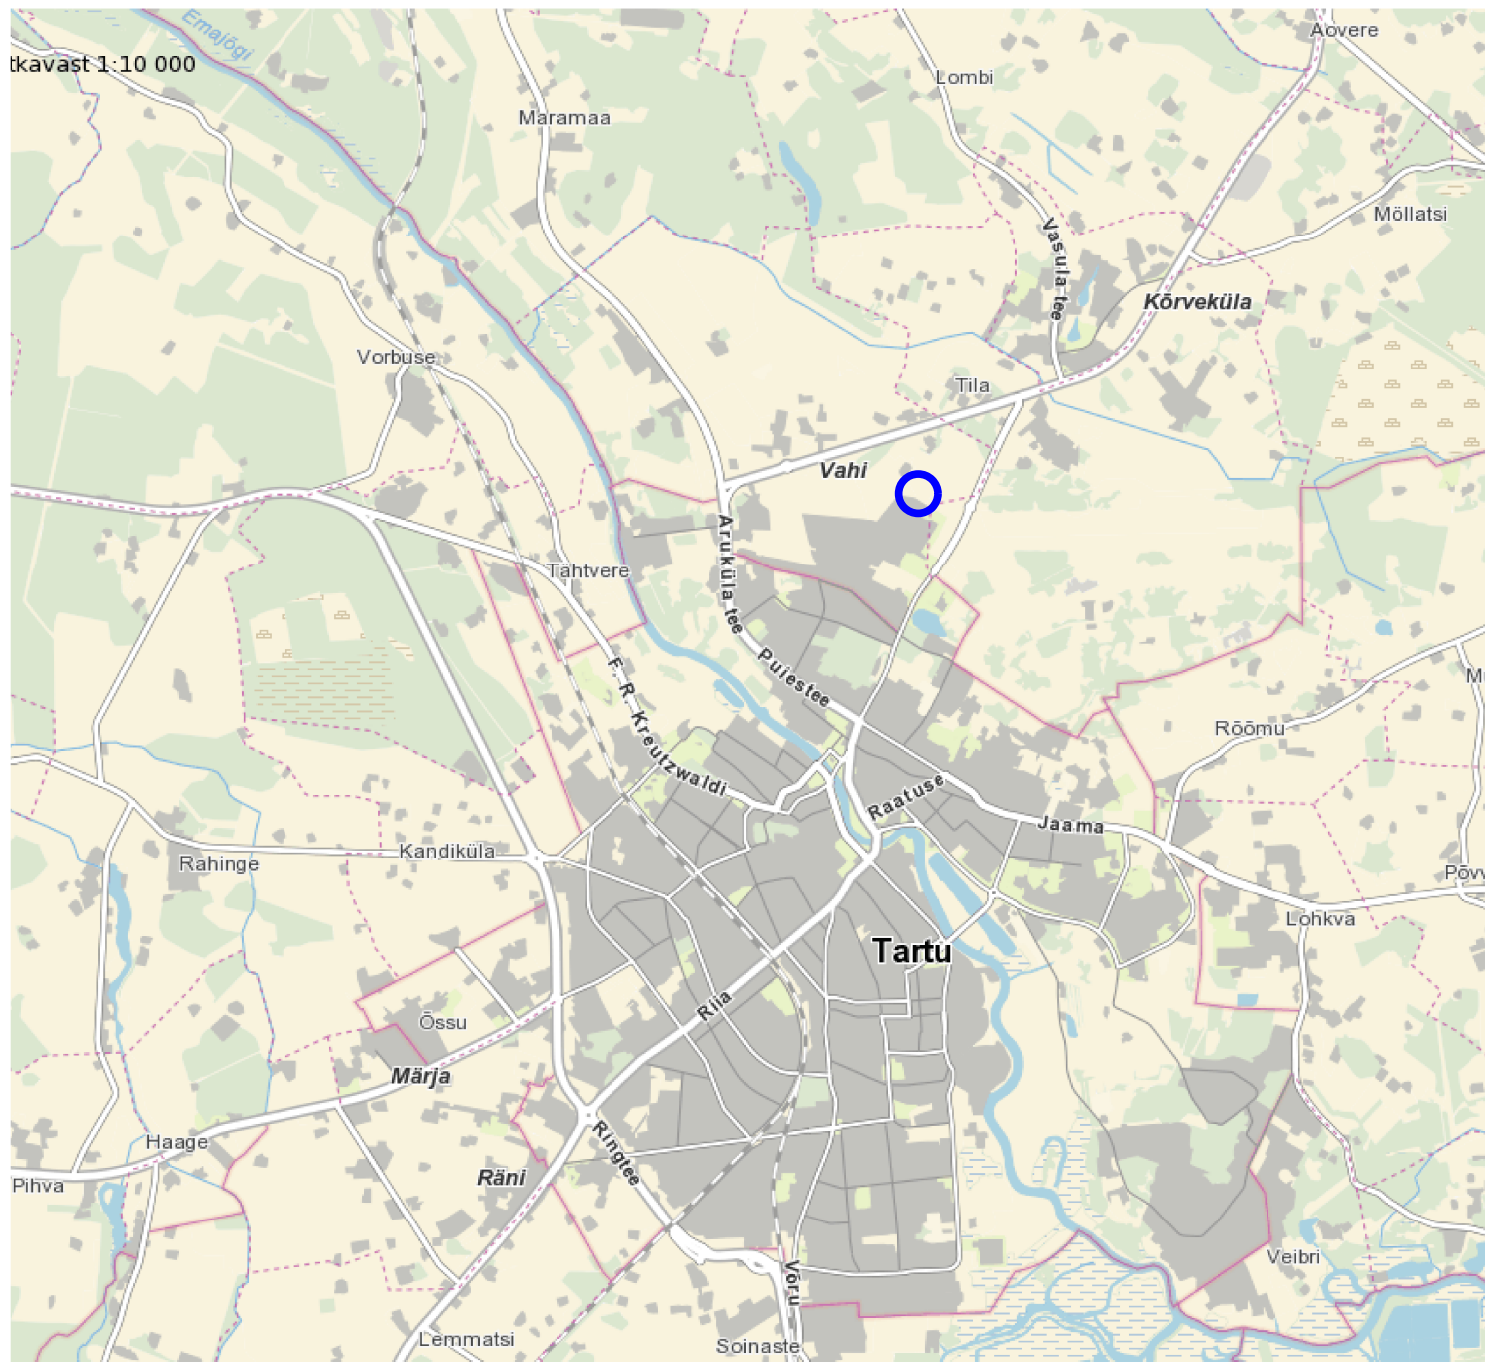 Emajõgi
Aovere
tkavast 1:10 000
Lombi
Maramaa
Möllatsi
Vasula tee
Kõrveküla
Vorbuse
Tila
Vahi
Aruküla tee
Tähtvere
Puiestee
F. R. Kreutzwaldi
Rõõmu
Raatuse
Jaama
Kandiküla
Rahinge
Lohkva
Tartu
Riia
Õssu
Märja
Haage
Ringtee
Räni
Pihva
Veibri
Võru
Lemmatsi
Soinaste